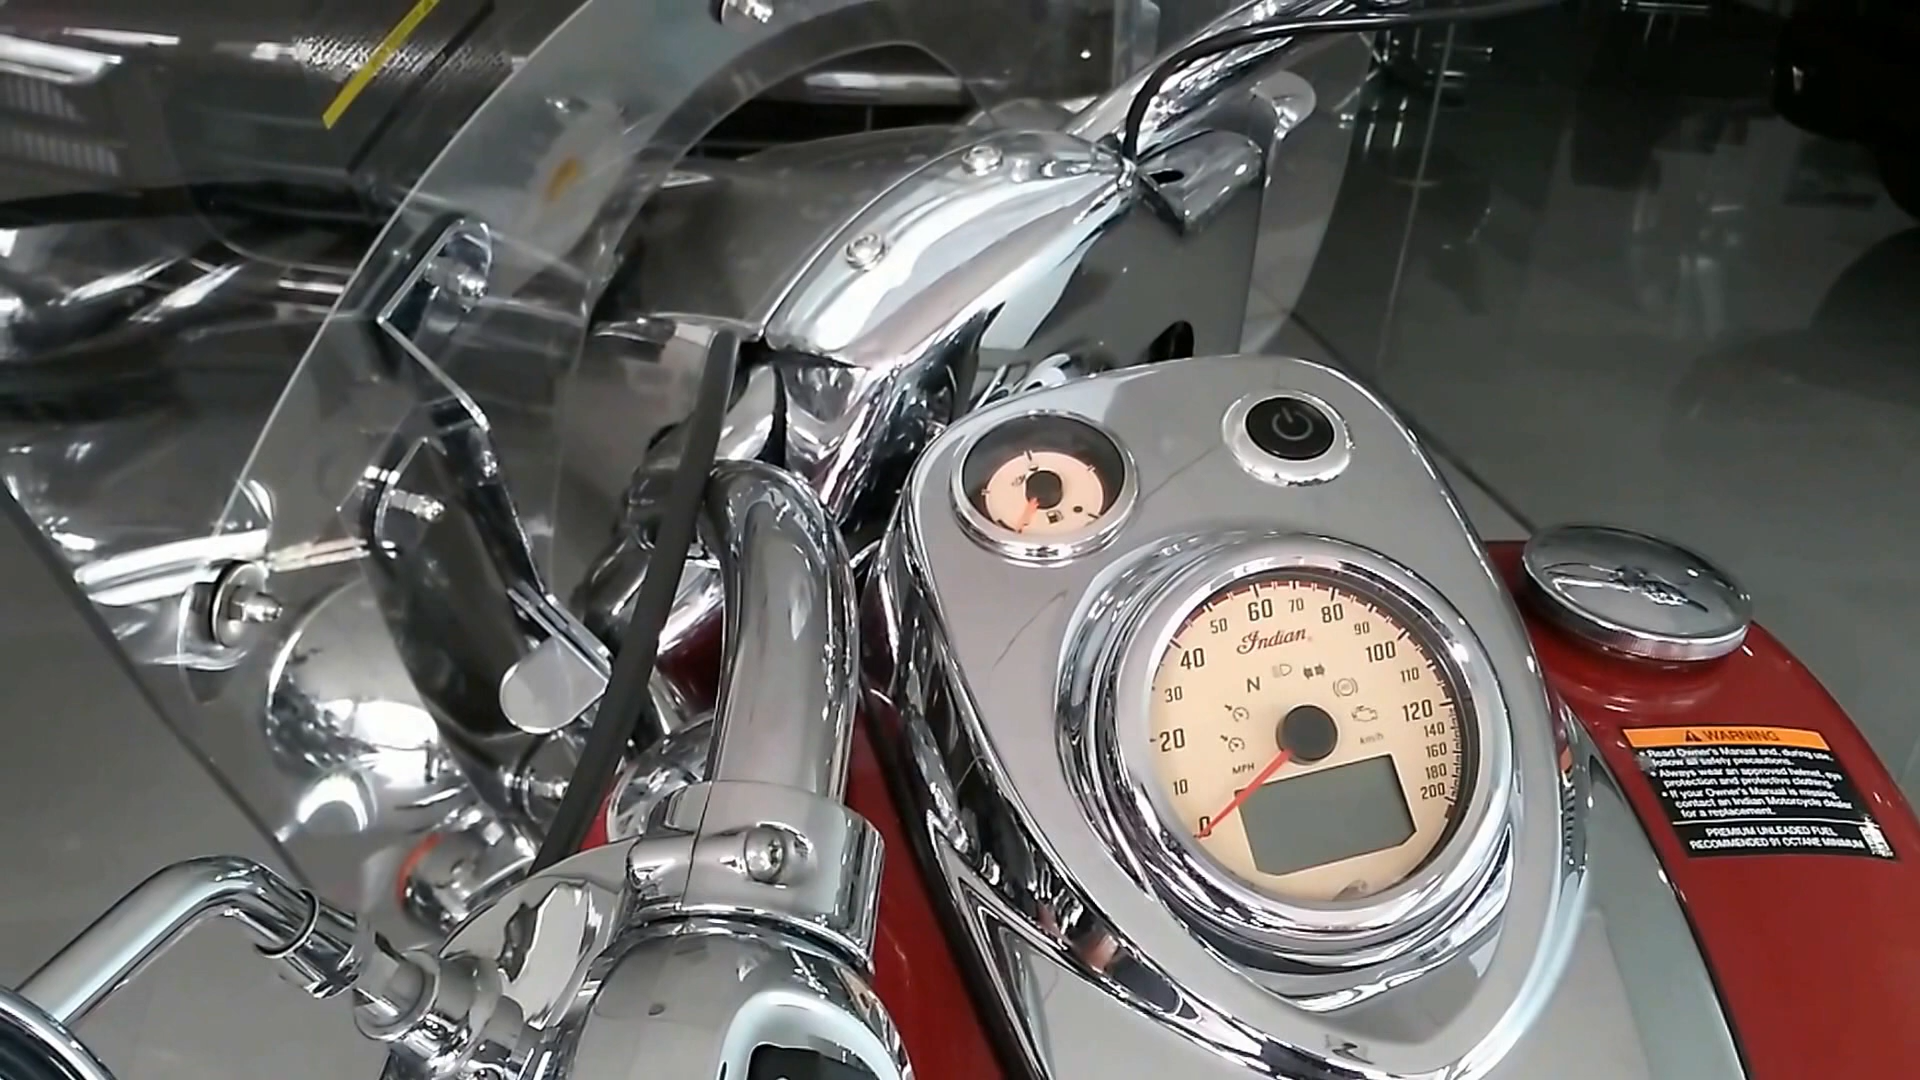 50
60
70
80
Indian
90
40
100
30
N
110
120
20
140
km/h
160
MPH
180
10
200
0
WARNING
• Read Owner's Manual and, during use,
follow all safety precautions.
• Always wear an approved helmet, eye
protection and protective clothing.
• If your Owner's Manual is missing,
contact an Indian Motorcycle dealer
for a replacement.
PREMIUM UNLEADED FUEL
RECOMMENDED 91 OCTANE MINIMUM